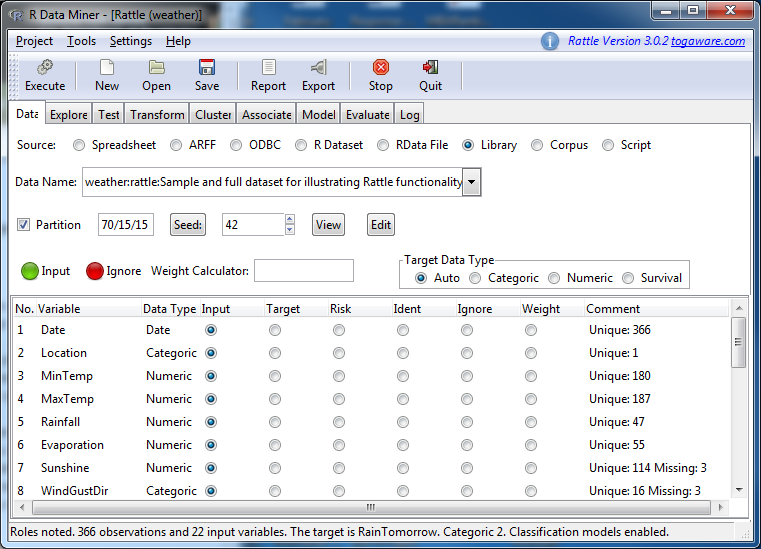 R Data Miner - [Rattle (weather)]
Project Tools Settings Help Rattle Version 3.0.2 togaware.com
Execute New Open Save Report Export Stop Quit
Data Explore Test Transform Cluster Associate Model Evaluate Log
Source: Spreadsheet ARFF ODBC R Dataset RData File Library Corpus Script
Data Name: weather:rattle:Sample and full dataset for illustrating Rattle functionality
Partition 70/15/15 Seed: 42 View Edit
Target Data Type
Input Ignore Weight Calculator: Auto Categoric Numeric Survival
No. Variable Data Type Input Target Risk Ident Ignore Weight Comment
1 Date Date Unique: 366
2 Location Categoric Unique: 1
3 MinTemp Numeric Unique: 180
4 MaxTemp Numeric Unique: 187
5 Rainfall Numeric Unique: 47
6 Evaporation Numeric Unique: 55
7 Sunshine Numeric Unique: 114 Missing: 3
8 WindGustDir Categoric Unique: 16 Missing: 3
Roles noted. 366 observations and 22 input variables. The target is RainTomorrow. Categoric 2. Classification models enabled.